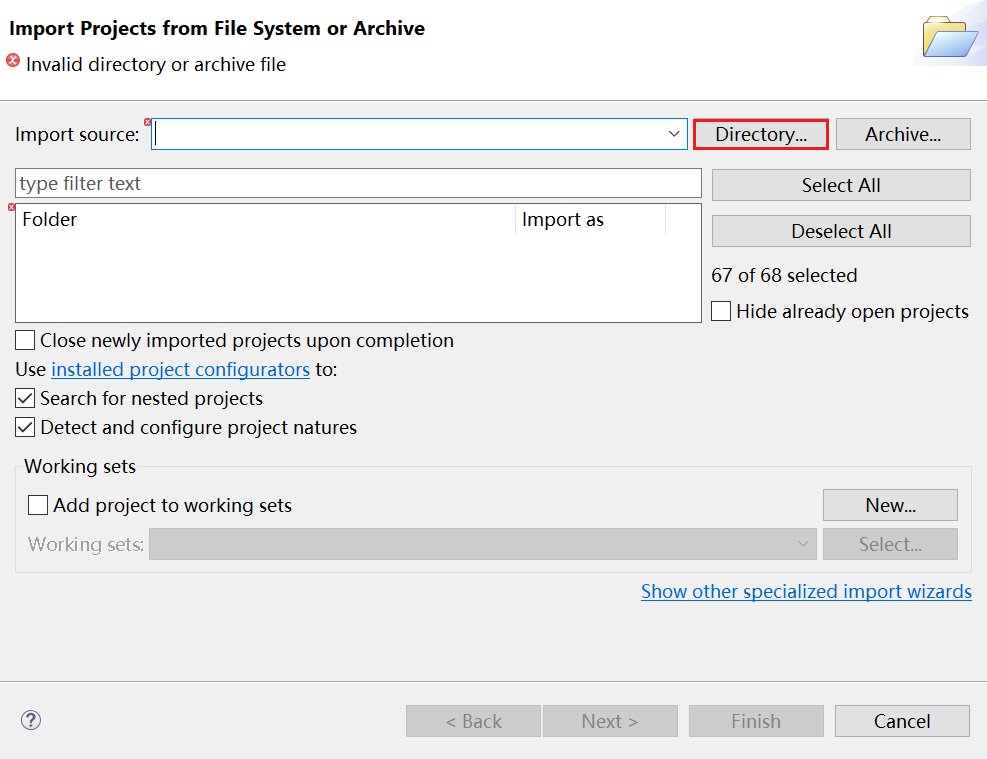 Import Projects from File System or Archive
Invalid directory or archive file
Import source: Directory... Archive...
type filter text Select All
Folder Import as Deselect All
67 of 68 selected
Hide already open projects
Close newly imported projects upon completion
Use installed project configurators to:
Search for nested projects
Detect and configure project natures
Working sets
Add project to working sets New...
Working sets: Select...
Show other specialized import wizards
? < Back Next > Finish Cancel